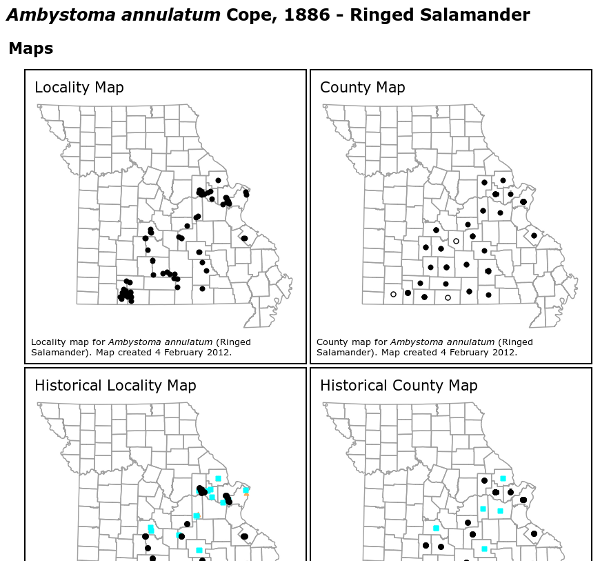 Ambystoma annulatum Cope, 1886 - Ringed Salamander
Maps
Locality Map
County Map
Locality map for Ambystoma annulatum (Ringed
Salamander). Map created 4 February 2012.
County map for Ambystoma annulatum (Ringed
Salamander). Map created 4 February 2012.
Historical Locality Map
Historical County Map